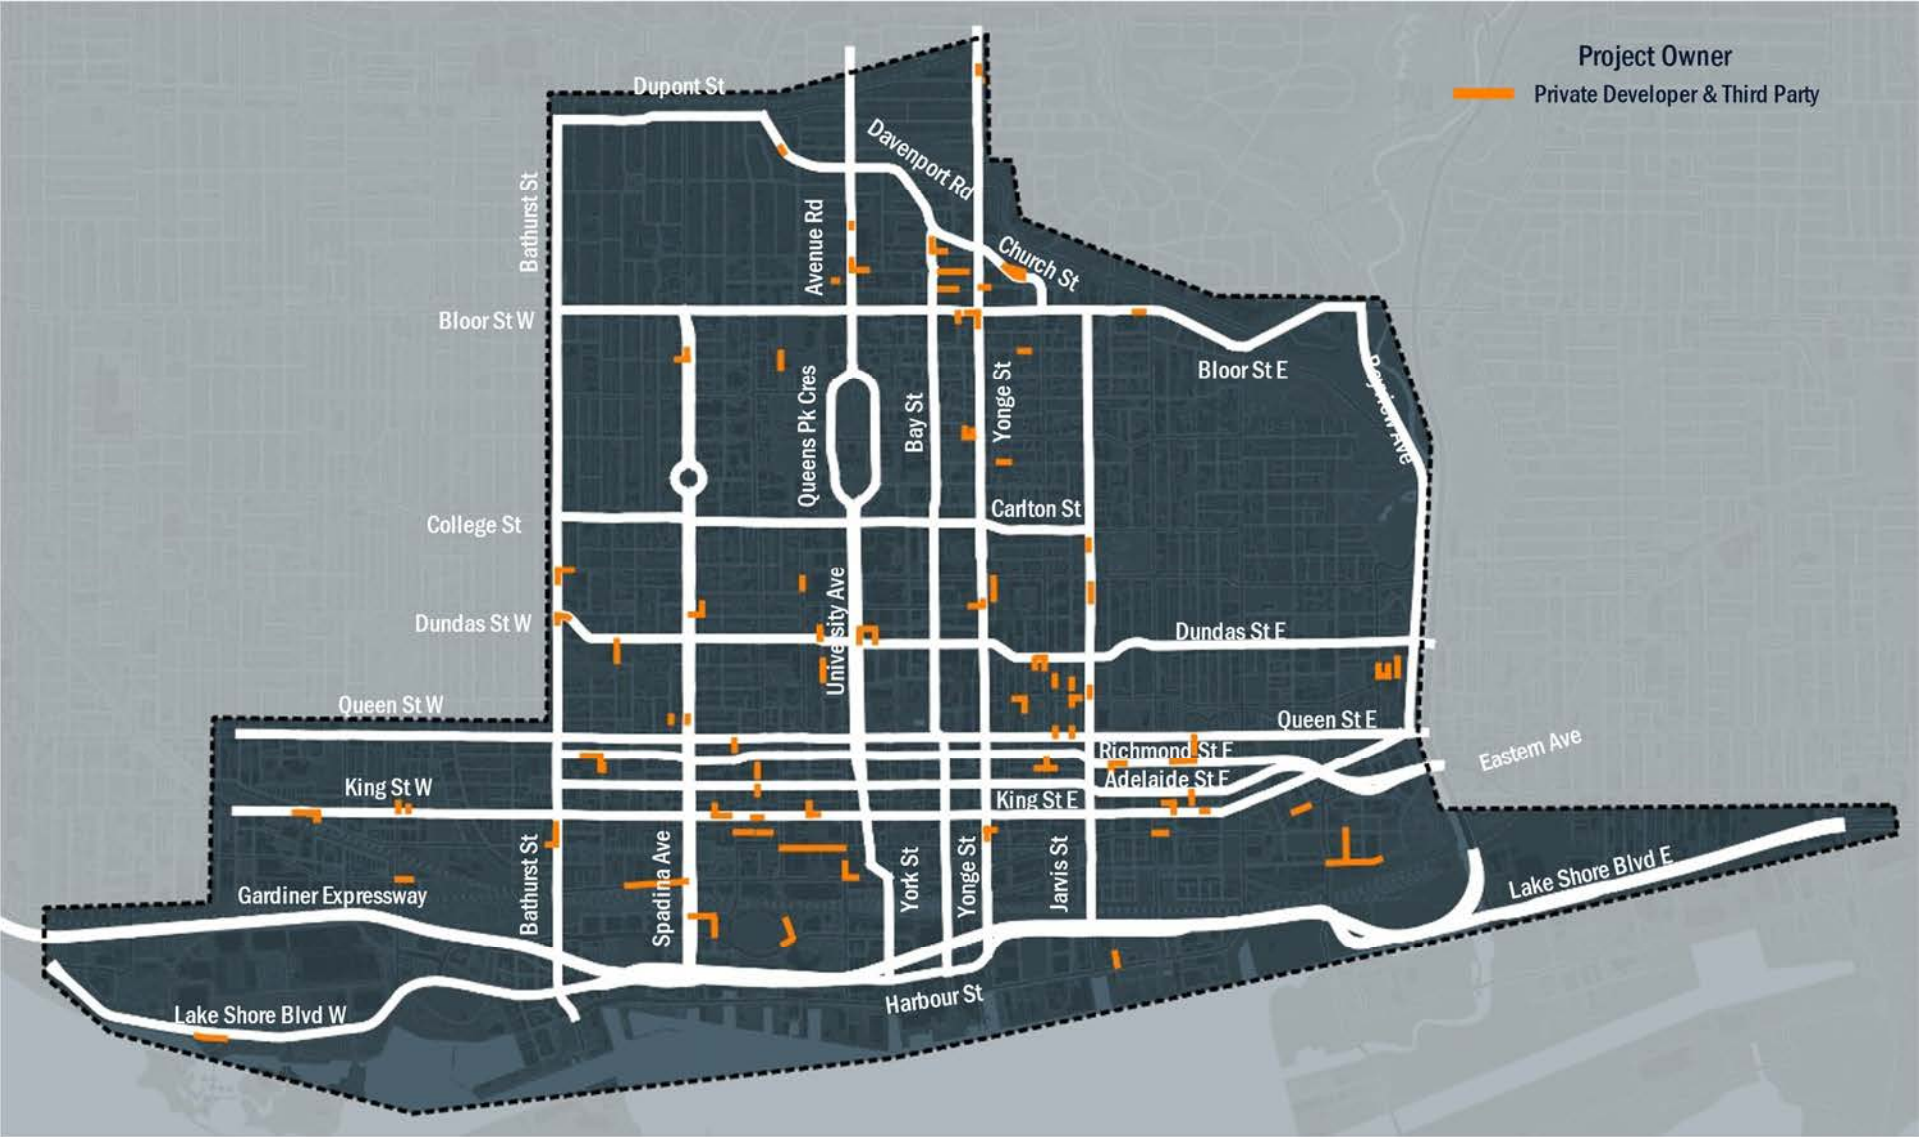 Project Owner
Private Developer & Third Party
Dupont St
Davenport Rd
Bathurst St
Avenue Rd
Church St
Bloor St W
Bloor St E
Bayview Ave
Queens Pk Cres
Bay St
Yonge St
College St
Carlton St
University Ave
Dundas St W
Dundas St E
Queen St W
Queen St E
Richmond St E
Eastern Ave
Adelaide St E
King St W
King St E
Bathurst St
Spadina Ave
York St
Yonge St
Jarvis St
Gardiner Expressway
Lake Shore Blvd E
Harbour St
Lake Shore Blvd W